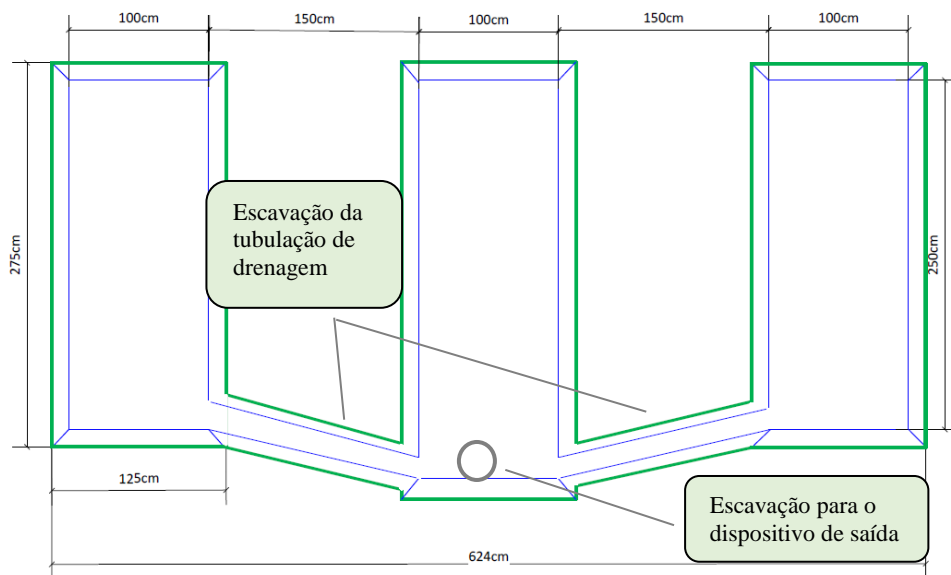 100cm
150cm
100cm
150cm
100cm
275cm
Escavação da
tubulação de
drenagem
250cm
125cm
Escavação para o
dispositivo de saída
624cm